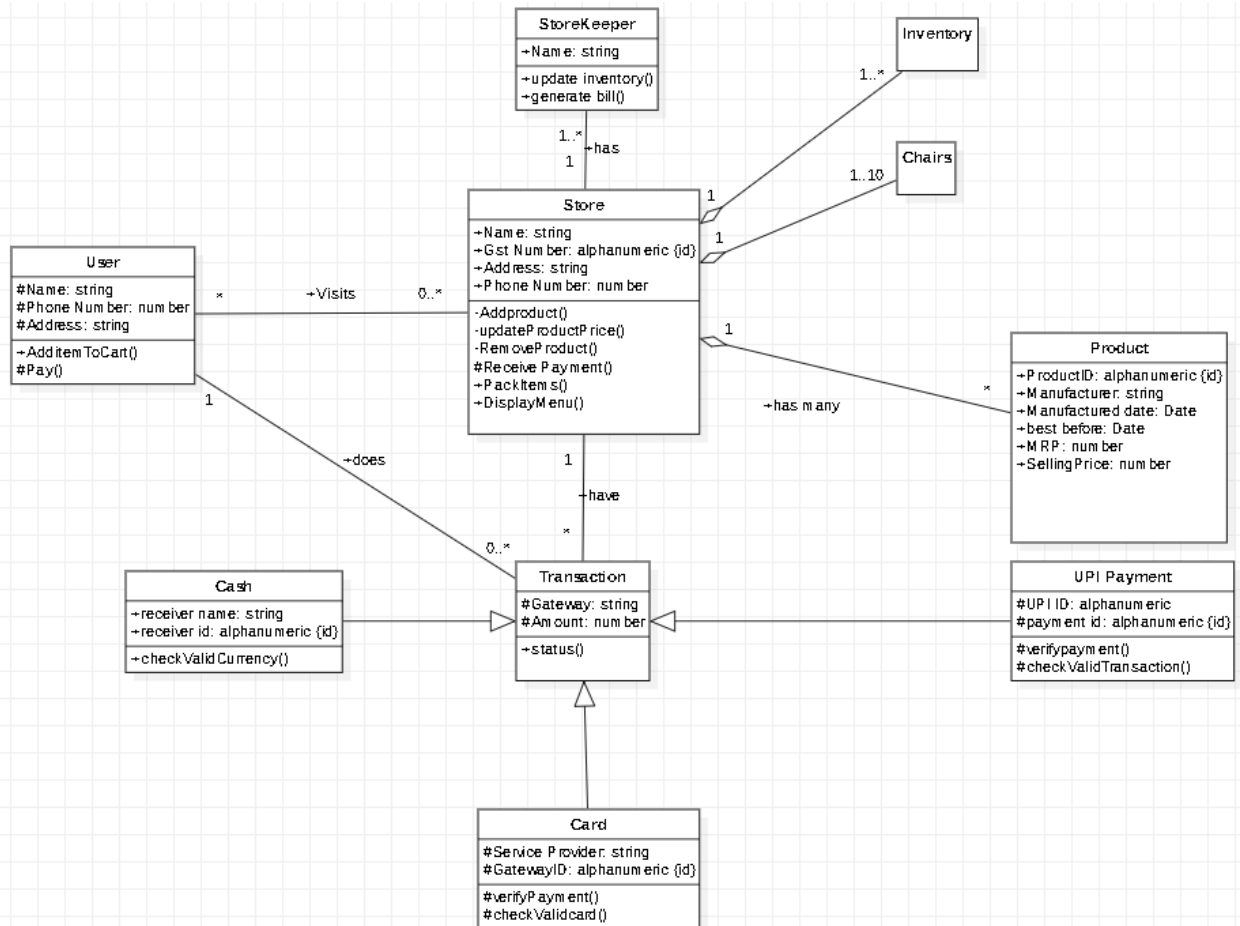 StoreKeeper
+Name: string
+update inventory()
+generate bill()
Inventory
1..*
1..*
+has
1
Chairs
1..10
1
1
Store
+Name: string
+Gst Number: alphanumeric {id}
+Address: string
+Phone Number: number
-Addproduct()
-updateProductPrice()
-RemoveProduct()
#Receive Payment()
+PackItems()
+DisplayMenu()
User
#Name: string
#Phone Number: number
#Address: string
+AdditemToCart()
#Pay()
*
+Visits
0..*
1
*
+has many
Product
+ProductID: alphanumeric {id}
+Manufacturer: string
+Manufactured date: Date
+best before: Date
+MRP: number
+SellingPrice: number
1
+does
0..*
1
+have
*
Cash
+receiver name: string
+receiver id: alphanumeric {id}
+checkValidCurrency()
Transaction
#Gateway: string
#Amount: number
+status()
UPI Payment
#UPI ID: alphanumeric
#payment id: alphanumeric {id}
#verifypayment()
#checkValidTransaction()
Card
#Service Provider: string
#GatewayID: alphanumeric {id}
#verifyPayment()
#checkValidcard()